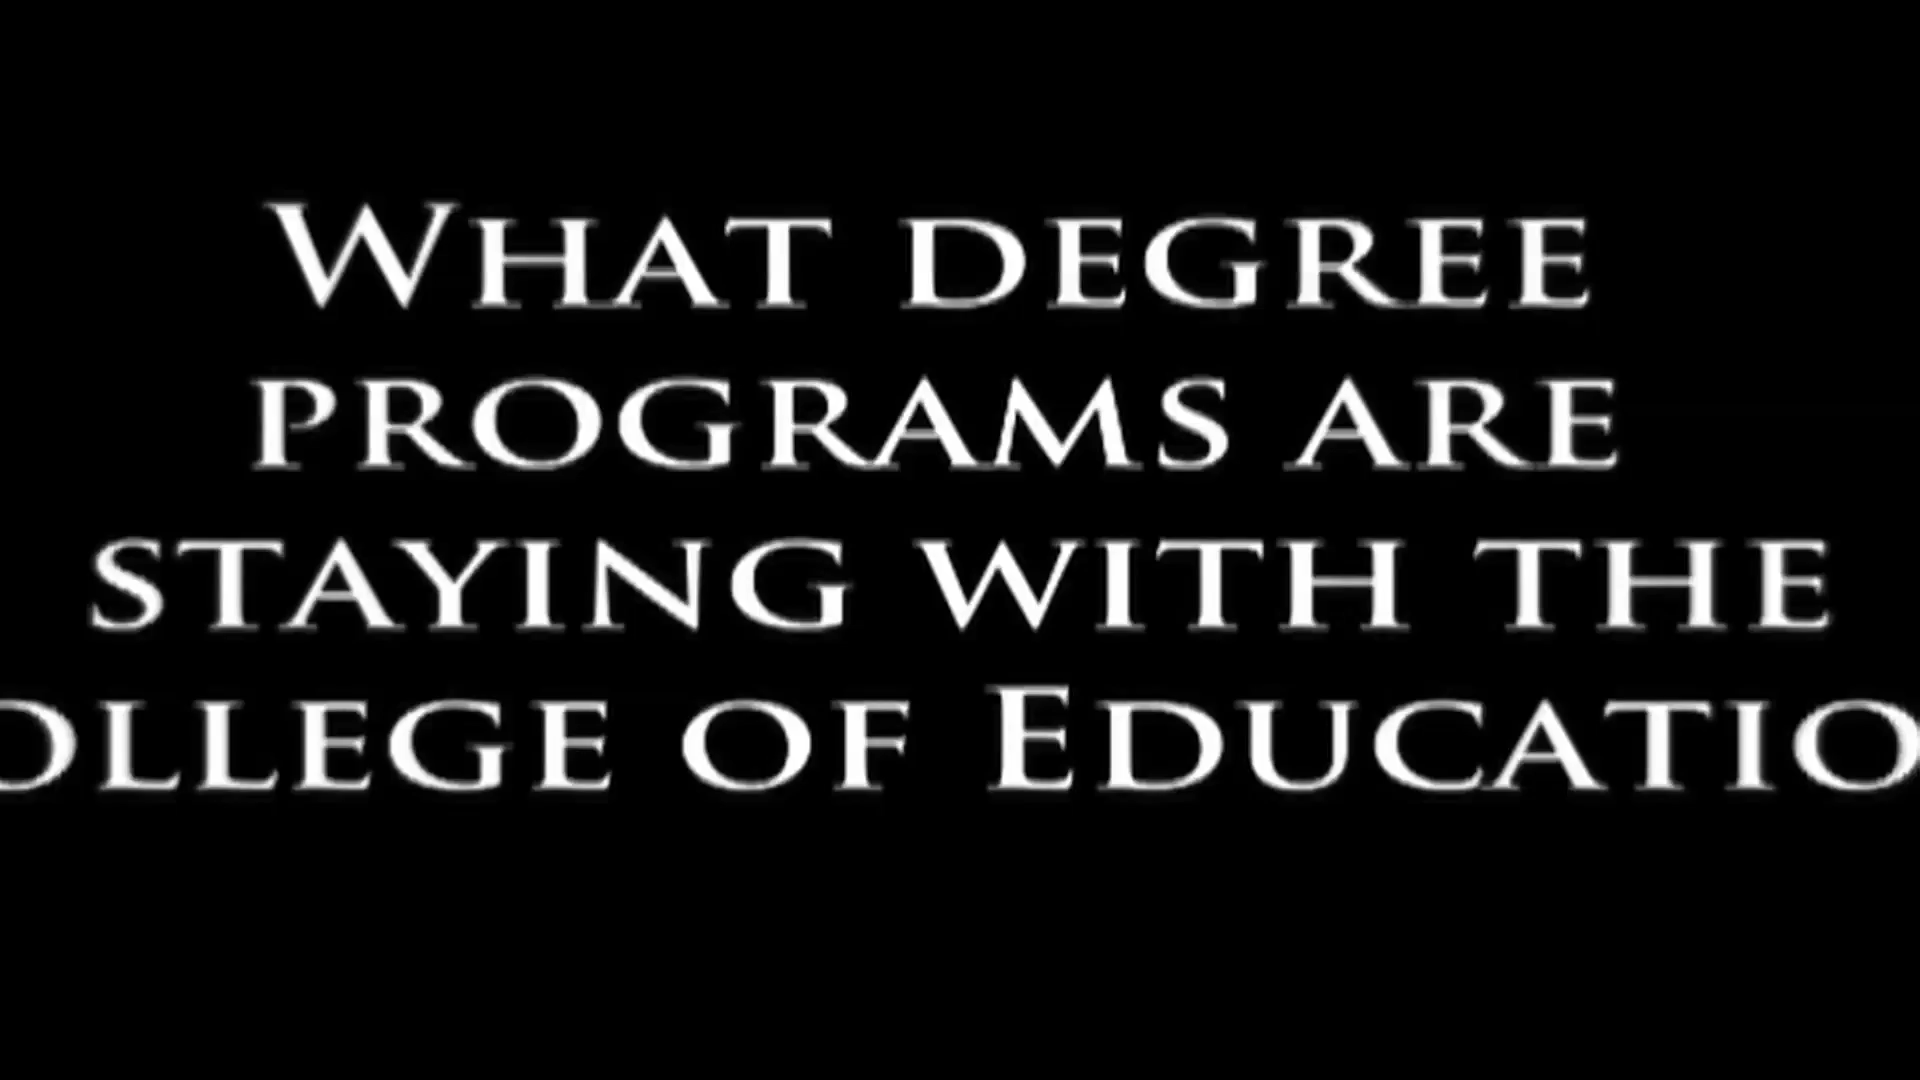 What degree
programs are
staying with the
ollege of Educatio